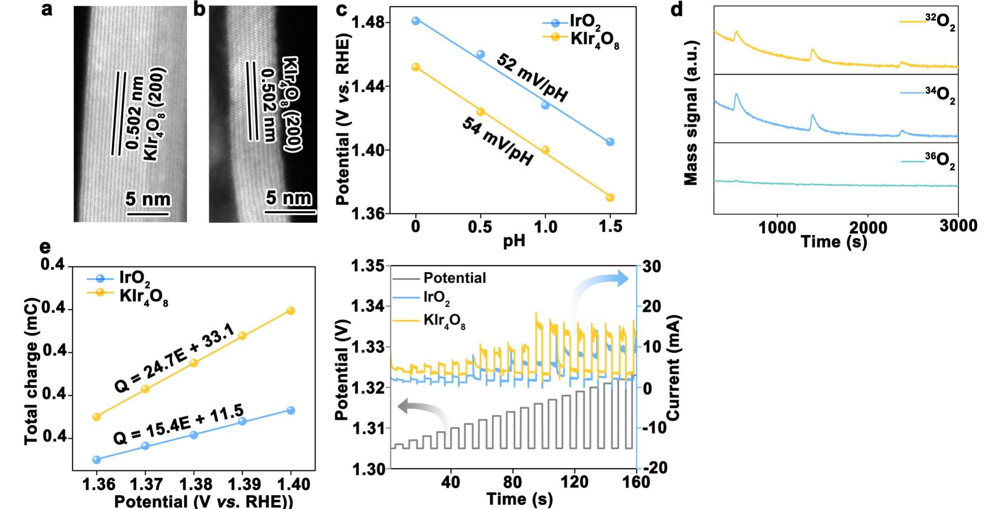 a
0.502 nm
KIr4O8 (200)
5 nm
b
KIr4O8 (200)
0.502 nm
5 nm
c
Potential (V vs. RHE)
1.48
1.44
1.40
1.36
IrO2
KIr4O8
52 mV/pH
54 mV/pH
0 0.5 1.0 1.5
pH
d
Mass signal (a.u.)
32O2
34O2
36O2
1000 2000 3000
Time (s)
e
Total charge (mC)
0.4
0.4
0.4
0.4
0.4
IrO2
KIr4O8
Q = 24.7E + 33.1
Q = 15.4E + 11.5
1.36 1.37 1.38 1.39 1.40
Potential (V vs. RHE))
Potential (V)
1.35
1.34
1.33
1.32
1.31
1.30
Potential
IrO2
KIr4O8
30
20
10
0
-10
-20
Current (mA)
40 80 120 160
Time (s)